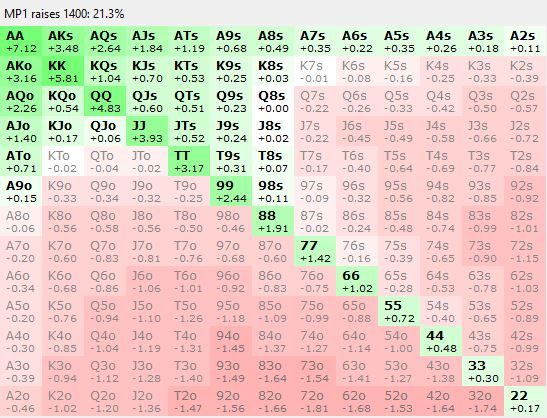 MP1 raises 1400: 21.3%
AA AKs AQs AJs ATs A9s A8s A7s A6s A5s A4s A3s A2s
+7.12 +3.48 +2.64 +1.84 +1.19 +0.68 +0.49 +0.35 +0.22 +0.35 +0.26 +0.18 +0.11
AKo KK KQs KJs KTs K9s K8s K7s K6s K5s K4s K3s K2s
+3.16 +5.81 +1.04 +0.70 +0.53 +0.25 +0.03 -0.01 -0.08 -0.16 -0.25 -0.33 -0.39
AQo KQo QQ QJs QTs Q9s Q8s Q7s Q6s Q5s Q4s Q3s Q2s
+2.26 +0.54 +4.83 +0.60 +0.51 +0.23 +0.00 -0.22 -0.26 -0.33 -0.42 -0.50 -0.57
AJo KJo QJo JJ JTs J9s J8s J7s J6s J5s J4s J3s J2s
+1.40 +0.17 +0.06 +3.93 +0.52 +0.24 +0.02 -0.22 -0.45 -0.49 -0.58 -0.66 -0.72
ATo KTo QTo JTo TT T9s T8s T7s T6s T5s T4s T3s T2s
+0.71 -0.02 -0.04 -0.02 +3.17 +0.31 +0.07 -0.17 -0.40 -0.64 -0.69 -0.77 -0.84
A9o K9o Q9o J9o T9o 99 98s 97s 96s 95s 94s 93s 92s
+0.15 -0.33 -0.34 -0.32 -0.25 +2.44 +0.11 -0.09 -0.32 -0.56 -0.82 -0.85 -0.92
A8o K8o Q8o J8o T8o 98o 88 87s 86s 85s 84s 83s 82s
-0.06 -0.56 -0.58 -0.56 -0.50 -0.46 +1.91 -0.02 -0.24 -0.48 -0.74 -0.99 -1.01
A7o K7o Q7o J7o T7o 97o 87o 77 76s 75s 74s 73s 72s
-0.20 -0.60 -0.83 -0.81 -0.76 -0.68 -0.60 +1.42 -0.16 -0.39 -0.65 -0.90 -1.15
A6o K6o Q6o J6o T6o 96o 86o 76o 66 65s 64s 63s 62s
-0.34 -0.68 -0.86 -1.06 -1.01 -0.92 -0.83 -0.75 +1.02 -0.28 -0.53 -0.78 -1.03
A5o K5o Q5o J5o T5o 95o 85o 75o 65o 55 54s 53s 52s
-0.20 -0.76 -0.94 -1.10 -1.26 -1.18 -1.09 -0.99 -0.88 +0.72 -0.40 -0.65 -0.89
A4o K4o Q4o J4o T4o 94o 84o 74o 64o 54o 44 43s 42s
-0.30 -0.85 -1.04 -1.19 -1.31 -1.45 -1.37 -1.27 -1.14 -1.00 +0.48 -0.75 -0.99
A3o K3o Q3o J3o T3o 93o 83o 73o 63o 53o 43o 33 32s
-0.39 -0.94 -1.12 -1.28 -1.40 -1.49 -1.64 -1.54 -1.41 -1.27 -1.38 +0.30 -1.09
A2o K2o Q2o J2o T2o 92o 82o 72o 62o 52o 42o 32o 22
-0.46 -1.02 -1.20 -1.36 -1.47 -1.56 -1.66 -1.81 -1.68 -1.53 -1.64 -1.74 +0.17